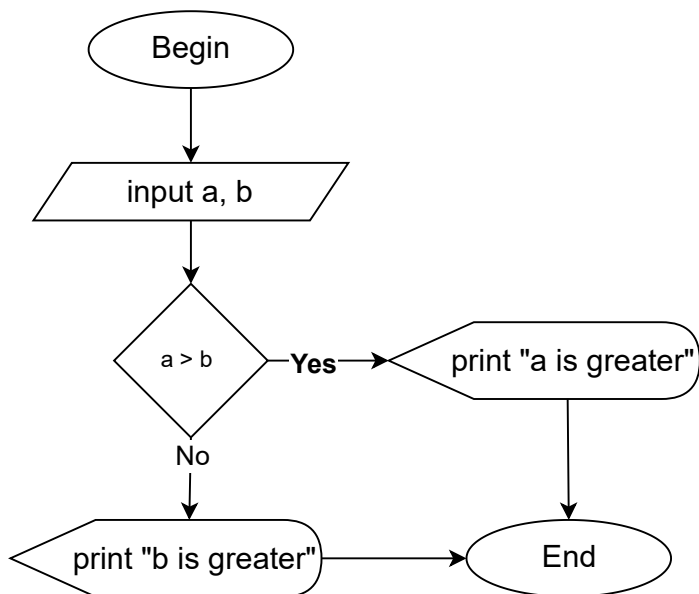 Begin
input a, b
a > b
Yes
print "a is greater"
No
print "b is greater"
End